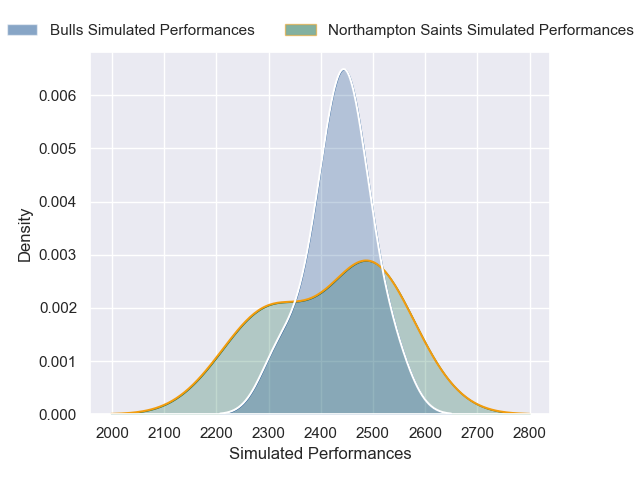 Bulls Simulated Performances
Northampton Saints Simulated Performances
0.006
0.005
0.004
0.003
0.002
0.001
0.000
Density
2000 2100 2200 2300 2400 2500 2600 2700 2800
Simulated Performances